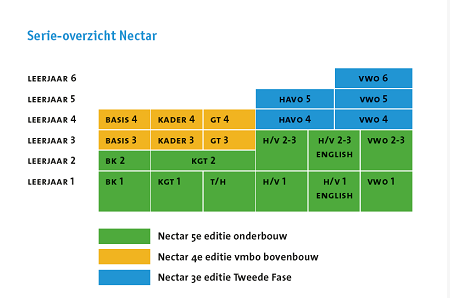 Serie-overzicht Nectar
LEERJAAR 6 VWO 6
LEERJAAR 5 HAVO 5 VWO 5
LEERJAAR 4 BASIS 4 KADER 4 GT 4 HAVO 4 VWO 4
LEERJAAR 3 BASIS 3 KADER 3 GT 3 H/V 2-3 H/V 2-3 VWO 2-3
ENGLISH
LEERJAAR 2 BK 2 KGT 2
LEERJAAR 1 BK 1 KGT 1 T/H H/V 1 H/V 1 VWO 1
ENGLISH
Nectar 5e editie onderbouw
Nectar 4e editie vmbo bovenbouw
Nectar 3e editie Tweede Fase